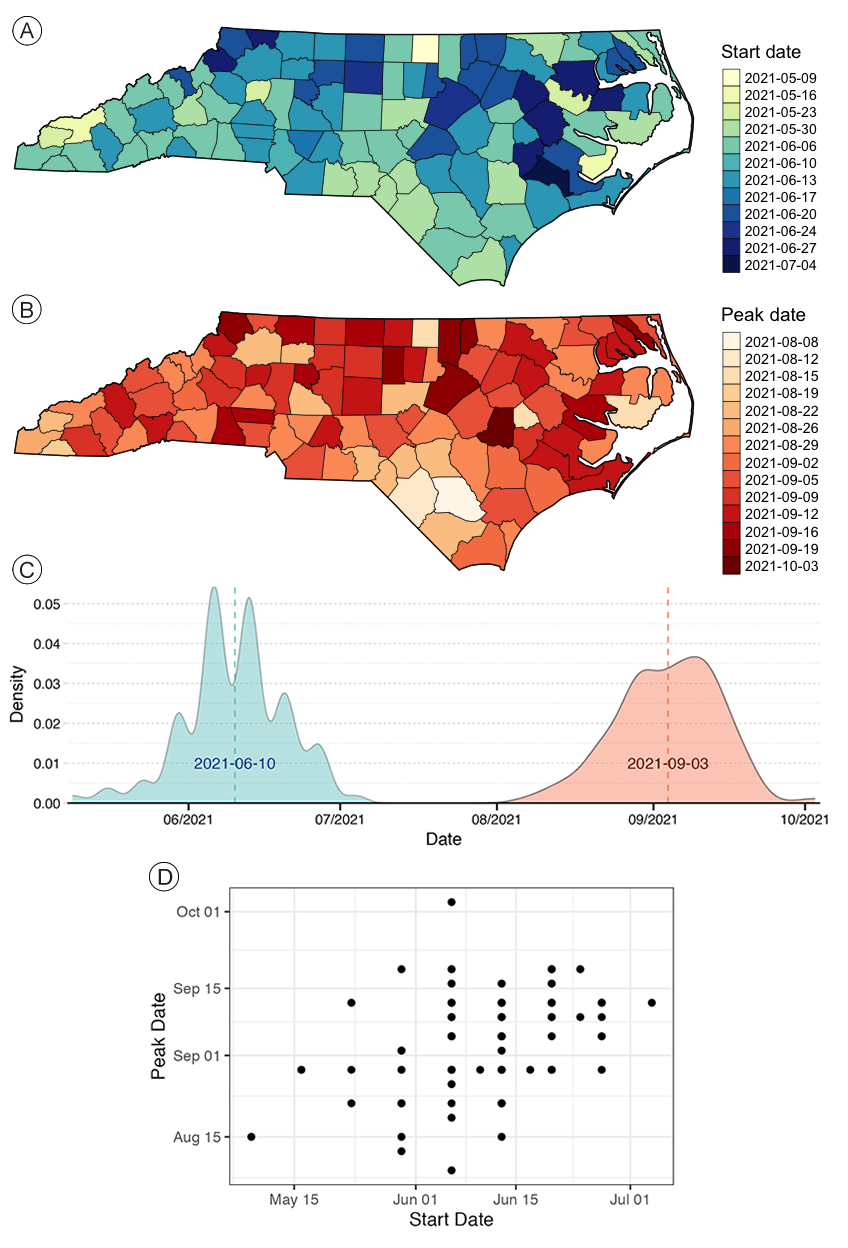 A
Start date
2021-05-09
2021-05-16
2021-05-23
2021-05-30
2021-06-06
2021-06-10
2021-06-13
2021-06-17
2021-06-20
2021-06-24
2021-06-27
2021-07-04
B
Peak date
2021-08-08
2021-08-12
2021-08-15
2021-08-19
2021-08-22
2021-08-26
2021-08-29
2021-09-02
2021-09-05
2021-09-09
2021-09-12
2021-09-16
2021-09-19
2021-10-03
C
Density
0.05
0.04
0.03
0.02
0.01
0.00
2021-06-10
2021-09-03
06/2021
07/2021
08/2021
09/2021
10/2021
Date
D
Peak Date
Oct 01
Sep 15
Sep 01
Aug 15
May 15
Jun 01
Jun 15
Jul 01
Start Date